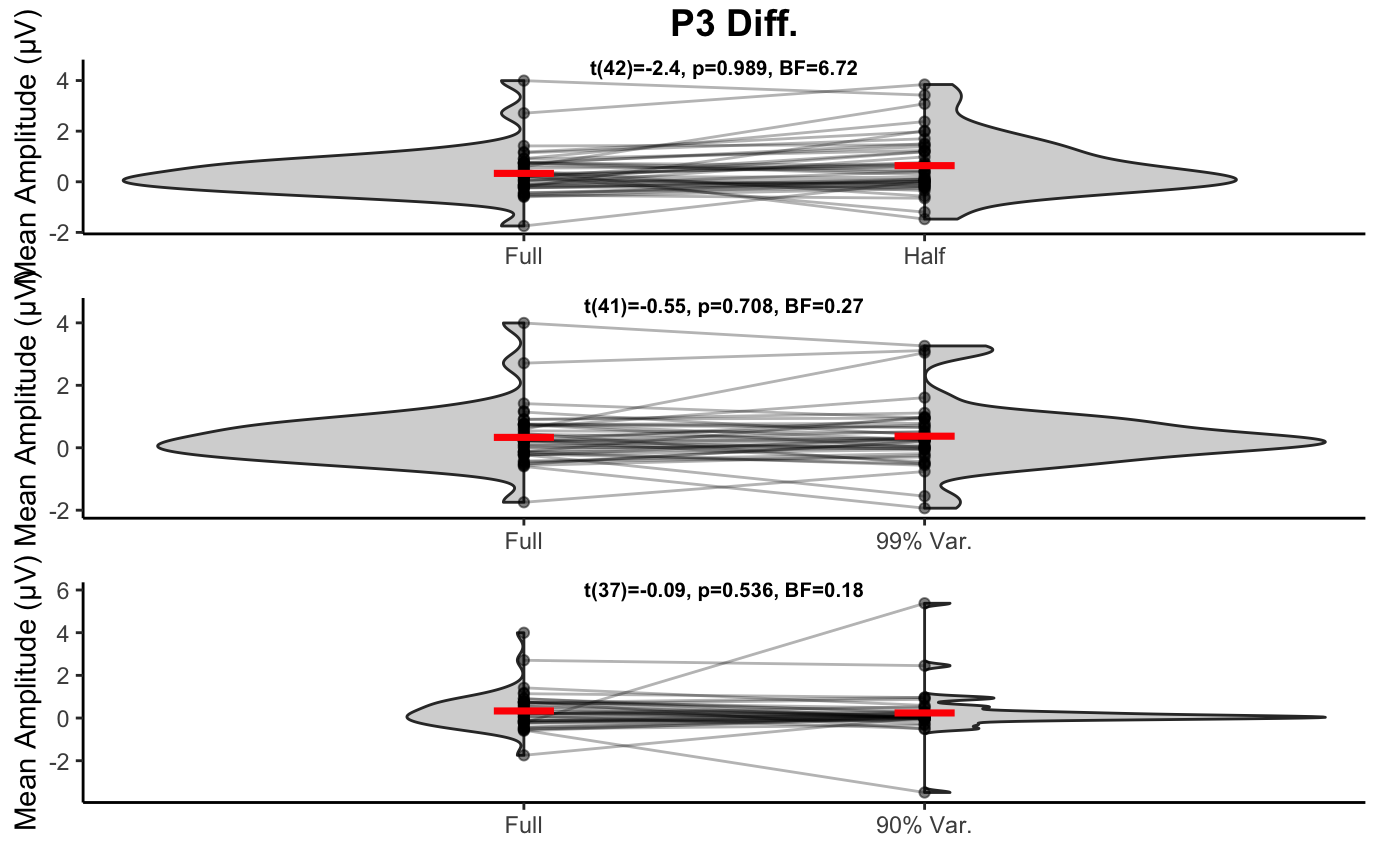 P3 Diff.
Mean Amplitude (µV)
t(42)=-2.4, p=0.989, BF=6.72
4
2
0
-2
Full
Half
Mean Amplitude (µV)
t(41)=-0.55, p=0.708, BF=0.27
4
2
0
-2
Full
99% Var.
Mean Amplitude (µV)
t(37)=-0.09, p=0.536, BF=0.18
6
4
2
0
-2
Full
90% Var.